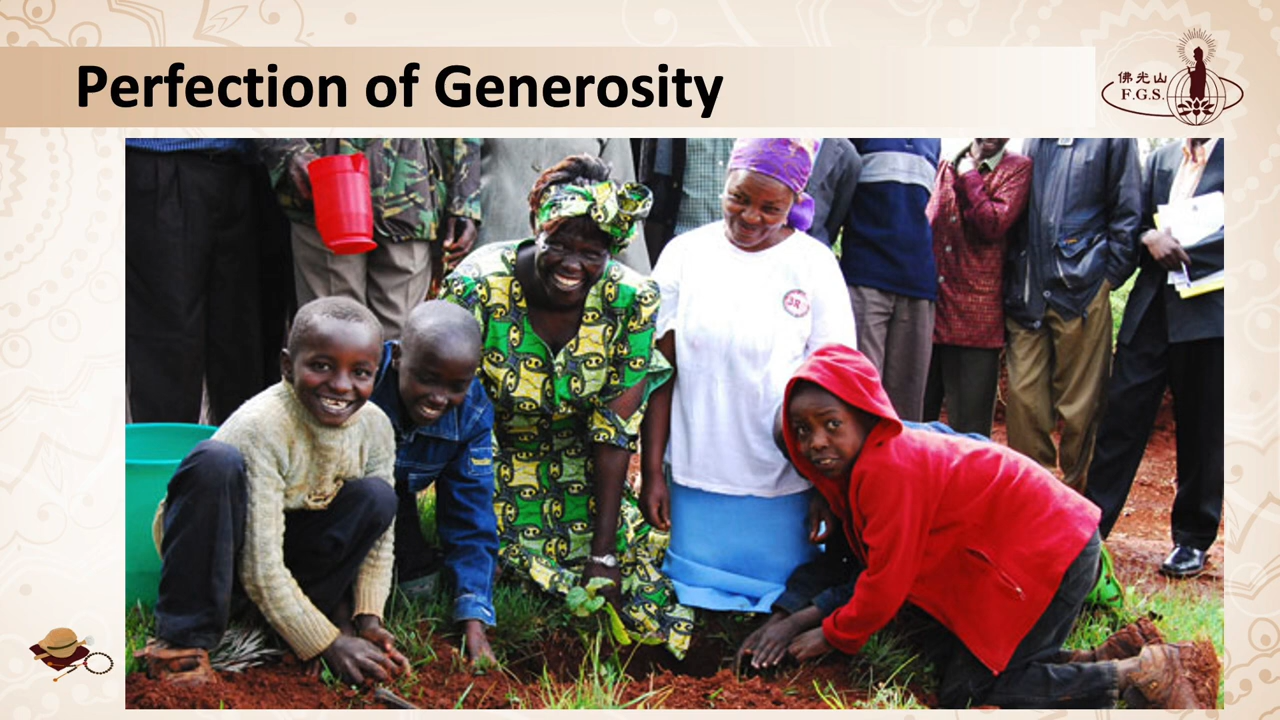 Perfection of Generosity
佛光山
F.G.S.